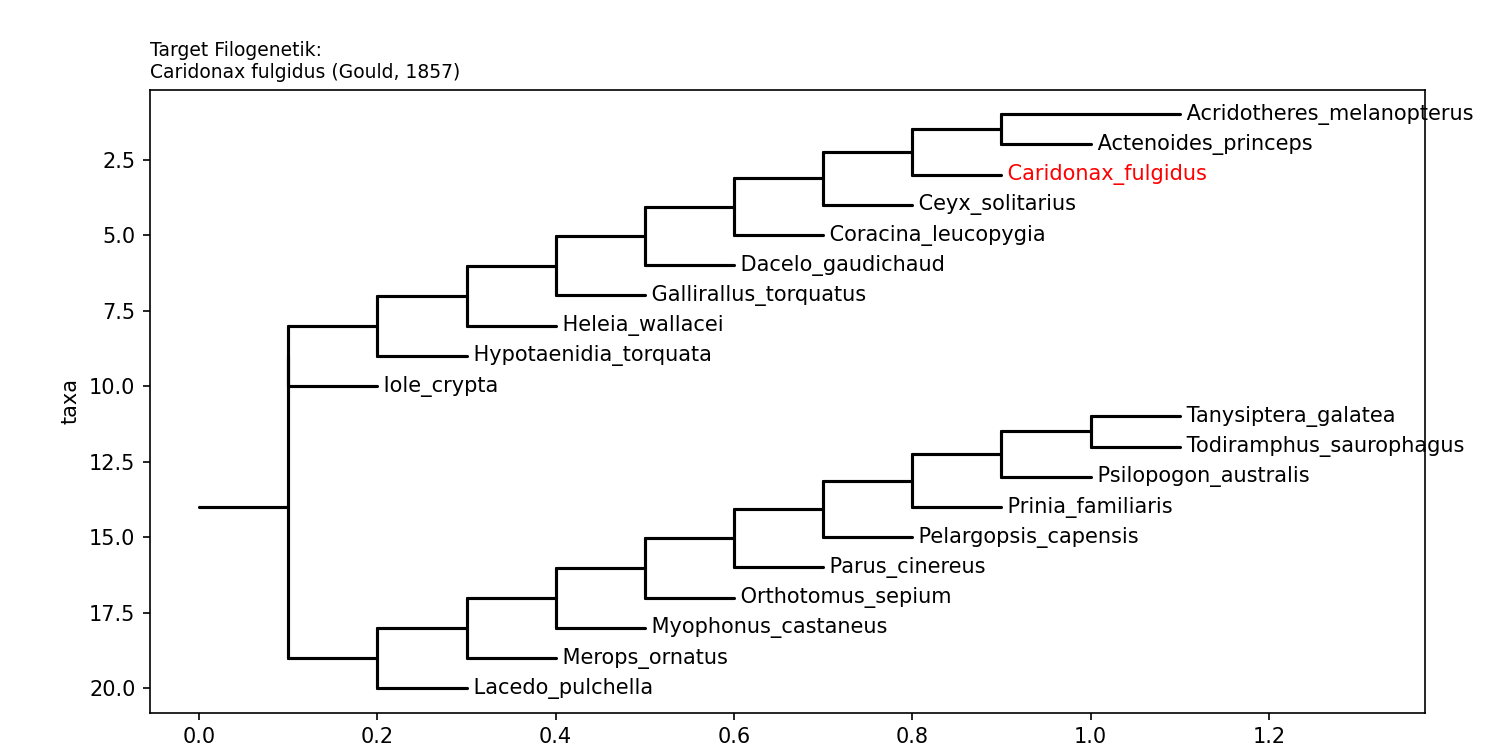 Target Filogenetik:
Caridonax fulgidus (Gould, 1857)
Acridotheres_melanopterus
Actenoides_princeps
2.5
Caridonax_fulgidus
Ceyx_solitarius
5.0
Coracina_leucopygia
Dacelo_gaudichaud
Gallirallus_torquatus
7.5
Heleia_wallacei
Hypotaenidia_torquata
10.0
Iole_crypta
taxa
Tanysiptera_galatea
Todiramphus_saurophagus
12.5
Psilopogon_australis
Prinia_familiaris
15.0
Pelargopsis_capensis
Parus_cinereus
Orthotomus_sepium
17.5
Myophonus_castaneus
Merops_ornatus
20.0
Lacedo_pulchella
0.0 0.2 0.4 0.6 0.8 1.0 1.2